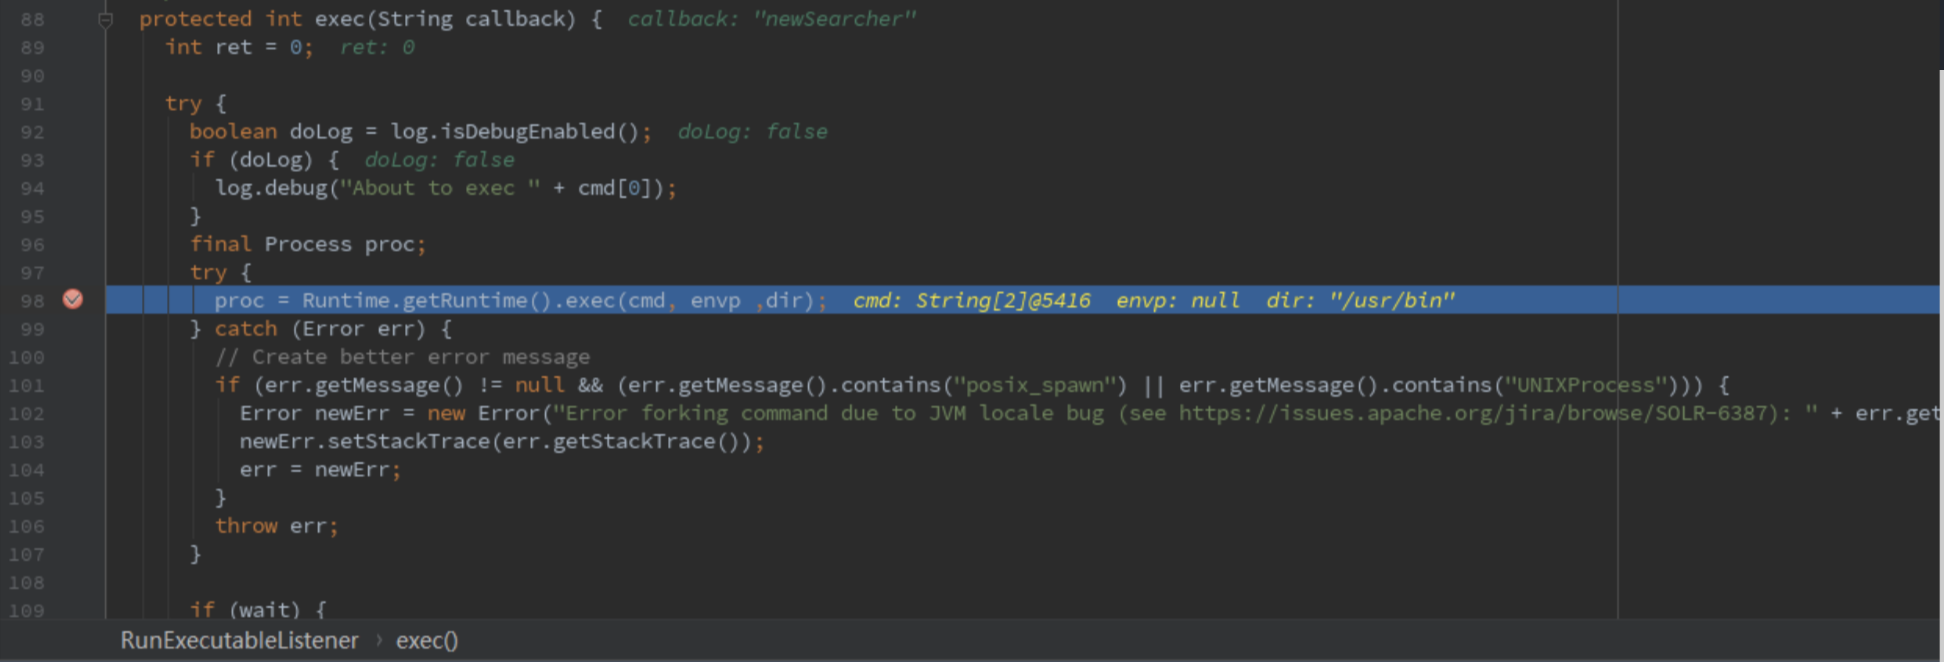 88 protected int exec(String callback) { callback: "newSearcher"
89 int ret = 0; ret: 0
90
91 try {
92 boolean doLog = log.isDebugEnabled(); doLog: false
93 if (doLog) { doLog: false
94 log.debug("About to exec " + cmd[0]);
95 }
96 final Process proc;
97 try {
98 proc = Runtime.getRuntime().exec(cmd, envp ,dir); cmd: String[2]@5416 envp: null dir: "/usr/bin"
99 } catch (Error err) {
100 // Create better error message
101 if (err.getMessage() != null && (err.getMessage().contains("posix_spawn") || err.getMessage().contains("UNIXProcess"))) {
102 Error newErr = new Error("Error forking command due to JVM locale bug (see https://issues.apache.org/jira/browse/SOLR-6387): " + err.get
103 newErr.setStackTrace(err.getStackTrace());
104 err = newErr;
105 }
106 throw err;
107 }
108
109 if (wait) {
RunExecutableListener › exec()